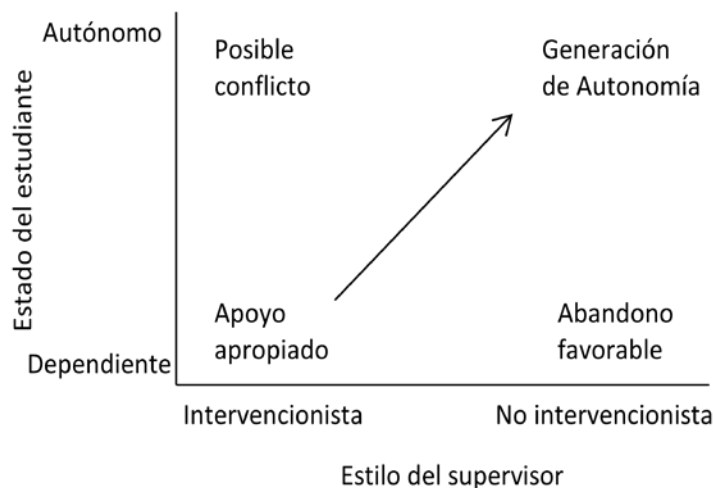 Autónomo
Posible
conflicto
Generación
de Autonomía
Estado del estudiante
Apoyo
apropiado
Abandono
favorable
Dependiente
Intervencionista
No intervencionista
Estilo del supervisor